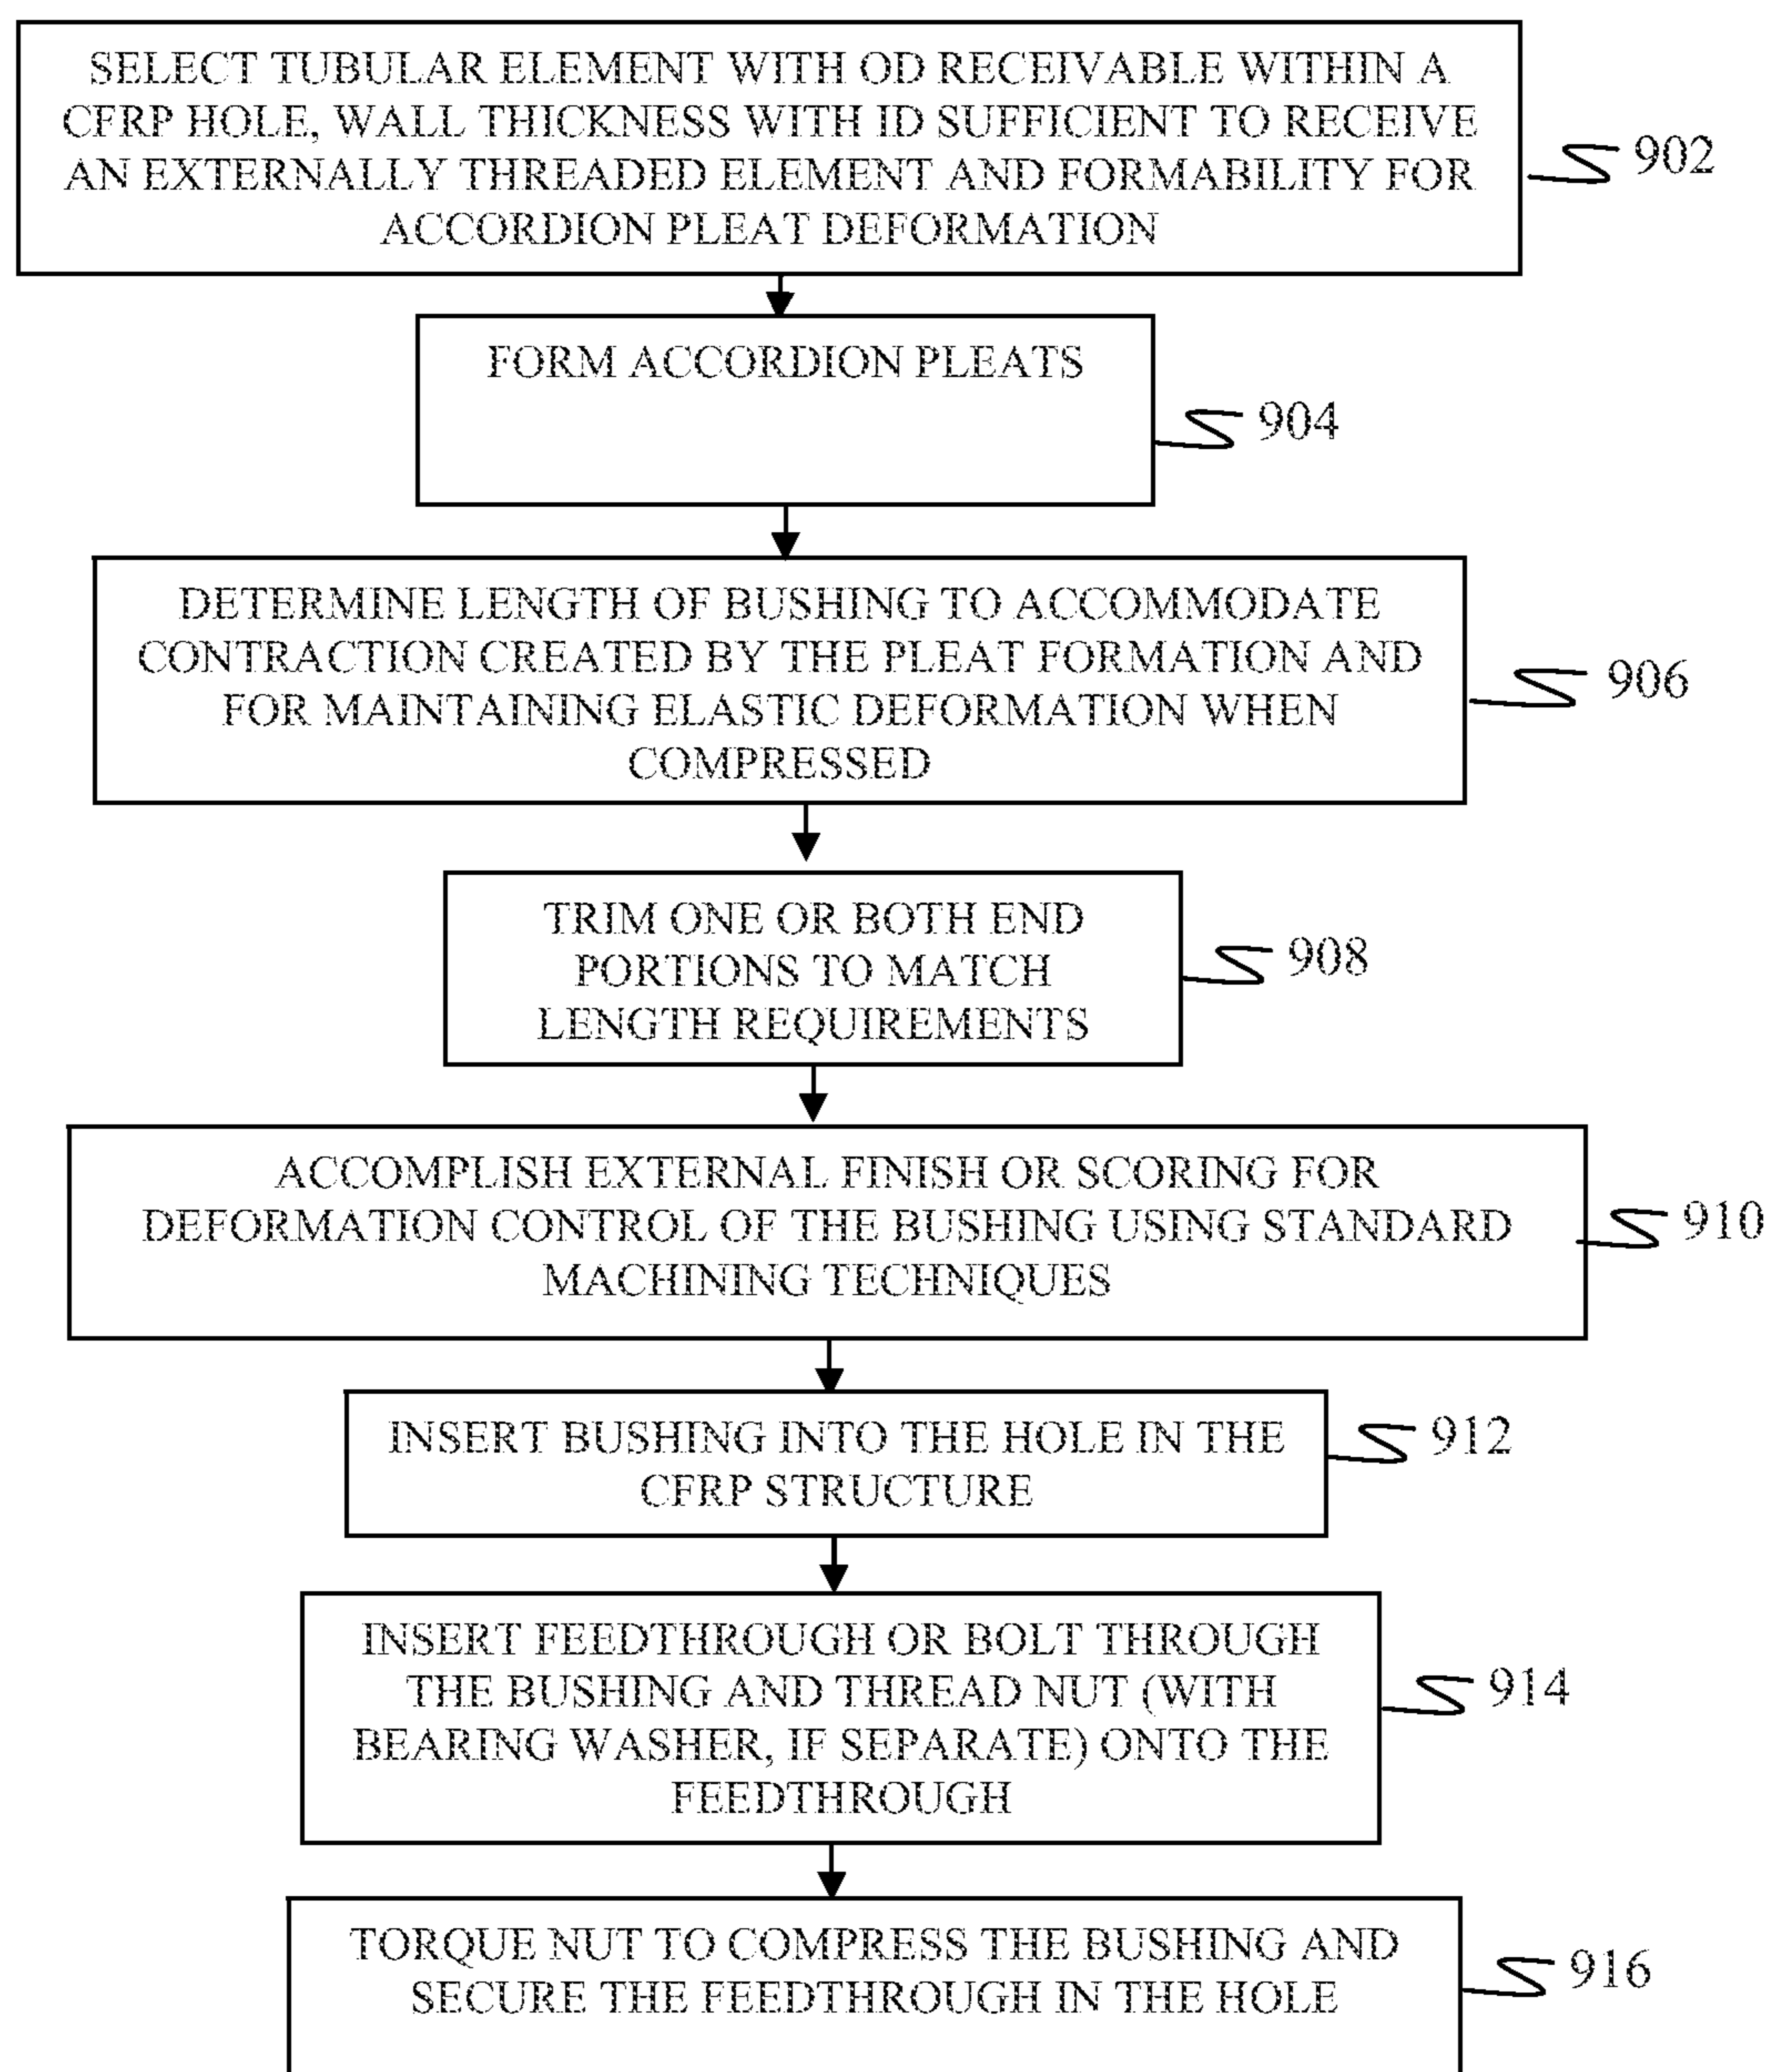 SELECT TUBULAR ELEMENT WITH OD RECEIVABLE WITHIN A
CFRP HOLE, WALL THICKNESS WITH ID SUFFICIENT TO RECEIVE
AN EXTERNALLY THREADED ELEMENT AND FORMABILITY FOR
ACCORDION PLEAT DEFORMATION
902
FORM ACCORDION PLEATS
904
DETERMINE LENGTH OF BUSHING TO ACCOMMODATE
CONTRACTION CREATED BY THE PLEAT FORMATION AND
FOR MAINTAINING ELASTIC DEFORMATION WHEN
COMPRESSED
906
TRIM ONE OR BOTH END
PORTIONS TO MATCH
LENGTH REQUIREMENTS
908
ACCOMPLISH EXTERNAL FINISH OR SCORING FOR
DEFORMATION CONTROL OF THE BUSHING USING STANDARD
MACHINING TECHNIQUES
910
INSERT BUSHING INTO THE HOLE IN THE
CFRP STRUCTURE
912
INSERT FEEDTHROUGH OR BOLT THROUGH
THE BUSHING AND THREAD NUT (WITH
BEARING WASHER, IF SEPARATE) ONTO THE
FEEDTHROUGH
914
TORQUE NUT TO COMPRESS THE BUSHING AND
SECURE THE FEEDTHROUGH IN THE HOLE
916